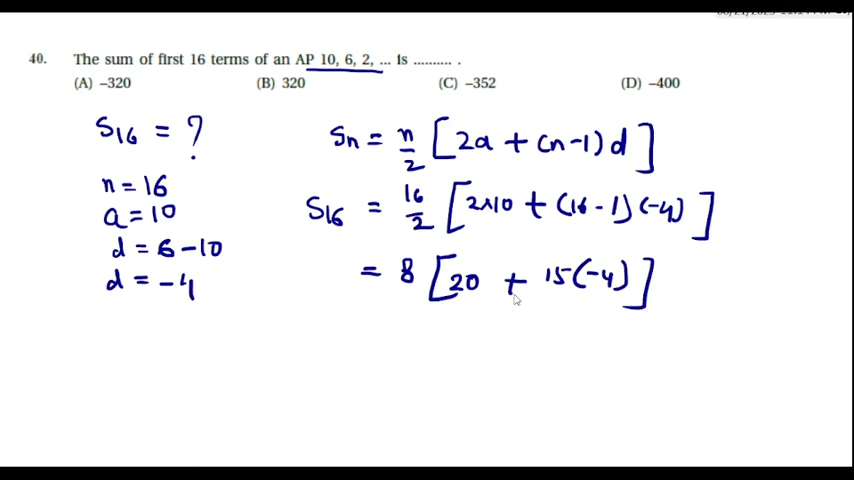 40. The sum of first 16 terms of an AP 10, 6, 2, ... is .......... .
(A) –320 (B) 320 (C) –352 (D) –400
S16 = ?
n = 16
a = 10
d = 6 - 10
d = -4
Sn = n/2 [2a + (n-1)d]
S16 = 16/2 [2×10 + (16-1)(-4)]
= 8 [20 + 15(-4)]